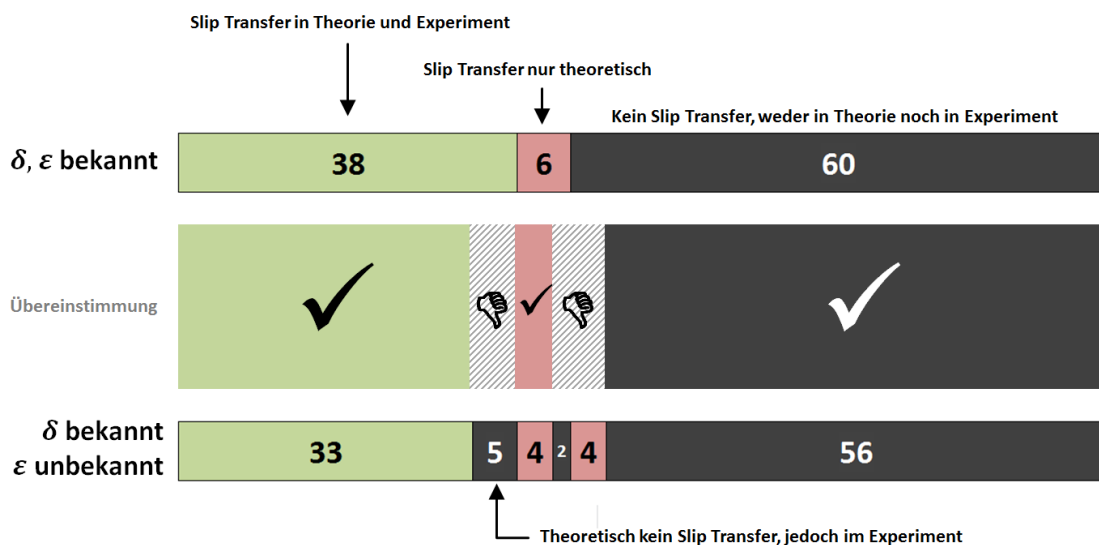 Slip Transfer in Theorie und Experiment
Slip Transfer nur theoretisch
Kein Slip Transfer, weder in Theorie noch in Experiment
δ, ε bekannt
38
6
60
Übereinstimmung
δ bekannt
ε unbekannt
33
5
4
2
4
56
Theoretisch kein Slip Transfer, jedoch im Experiment